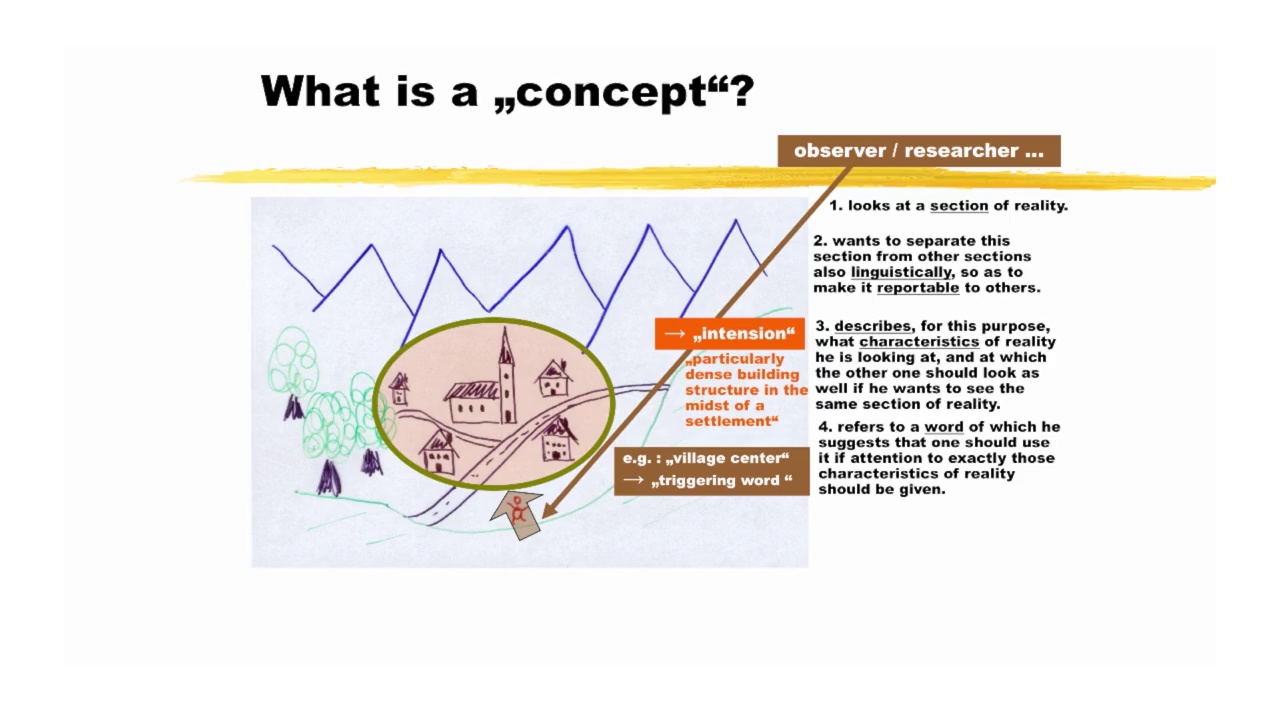 What is a „concept“?
observer / researcher ...
1. looks at a section of reality.
2. wants to separate this
section from other sections
also linguistically, so as to
make it reportable to others.
→ „intension“
„particularly
dense building
structure in the
midst of a
settlement“
3. describes, for this purpose,
what characteristics of reality
he is looking at, and at which
the other one should look as
well if he wants to see the
same section of reality.
e.g. : „village center“
→ „triggering word “
4. refers to a word of which he
suggests that one should use
it if attention to exactly those
characteristics of reality
should be given.